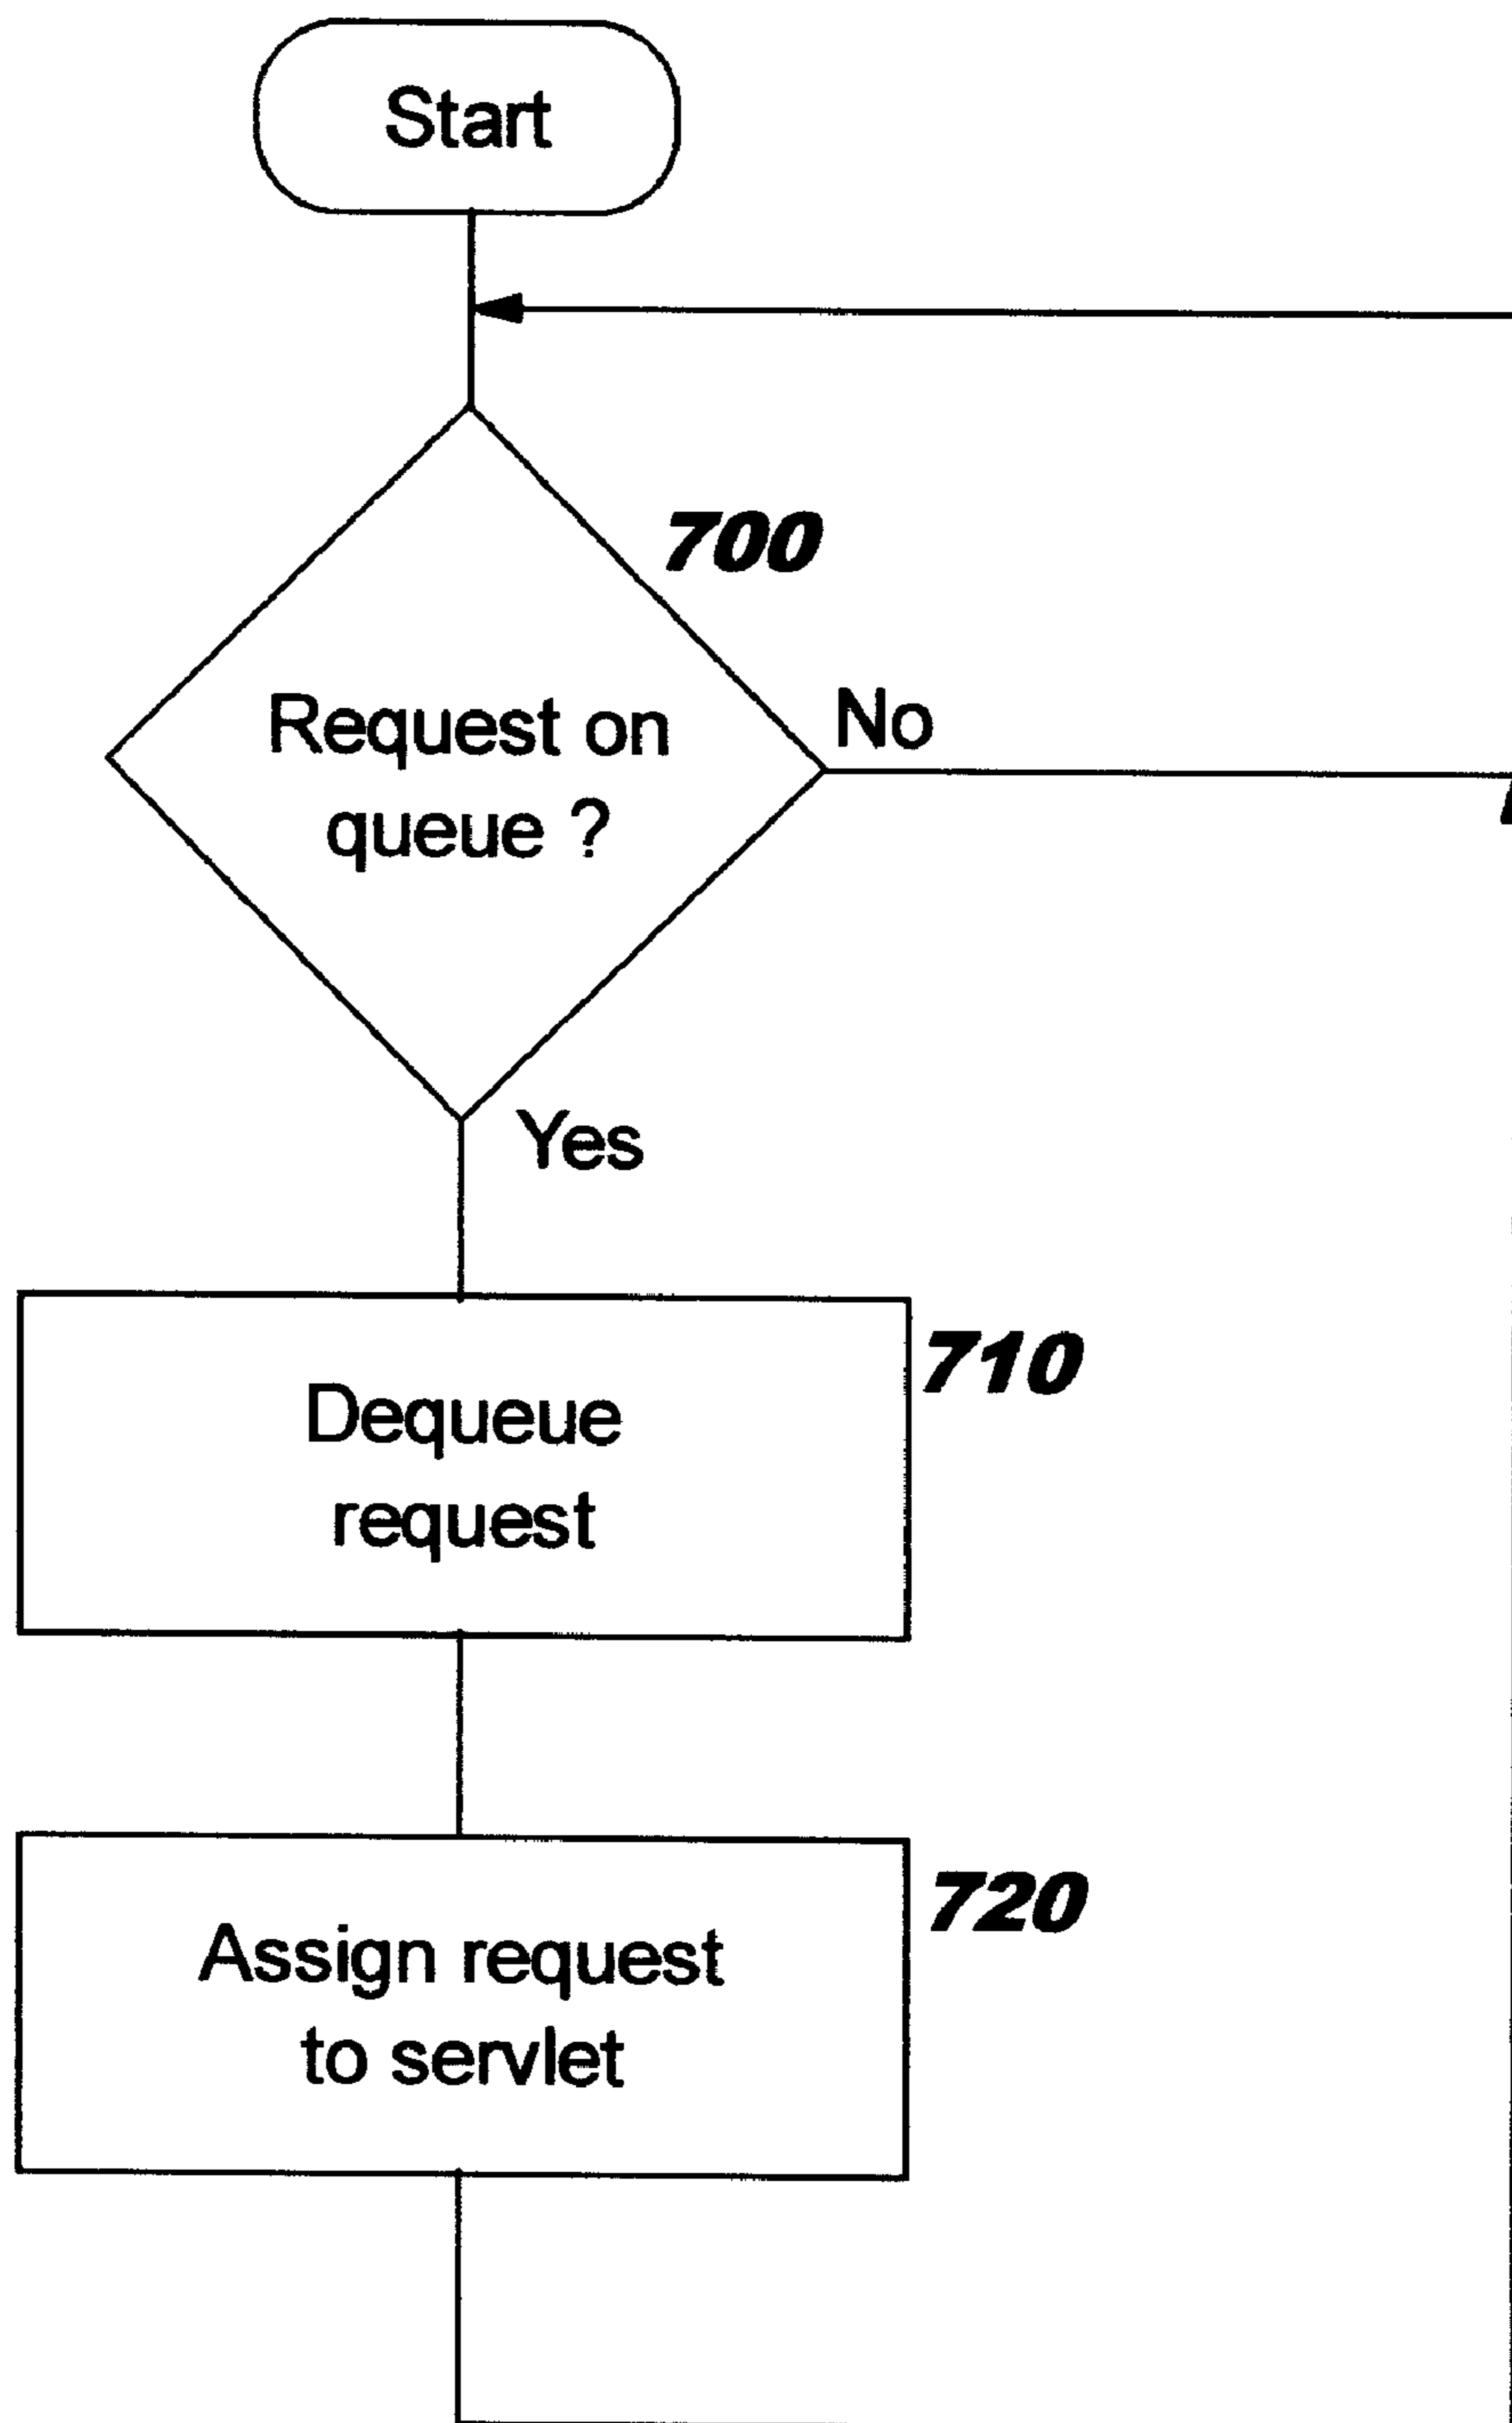 Start
700
Request on
queue ?
No
Yes
710
Dequeue
request
720
Assign request
to servlet